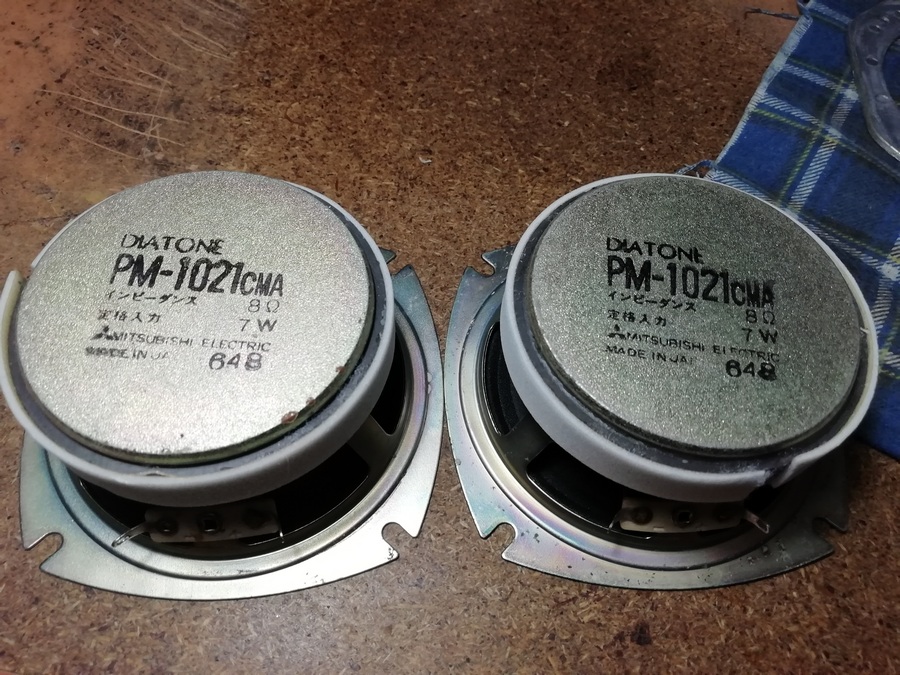 DIATONE
PM-1021CMA
インピーダンス 8Ω
定格入力 7W
MITSUBISHI ELECTRIC
MADE IN JA
648
DIATONE
PM-1021CMA
インピーダンス 8Ω
定格入力 7W
MITSUBISHI ELECTRIC
MADE IN JA
648